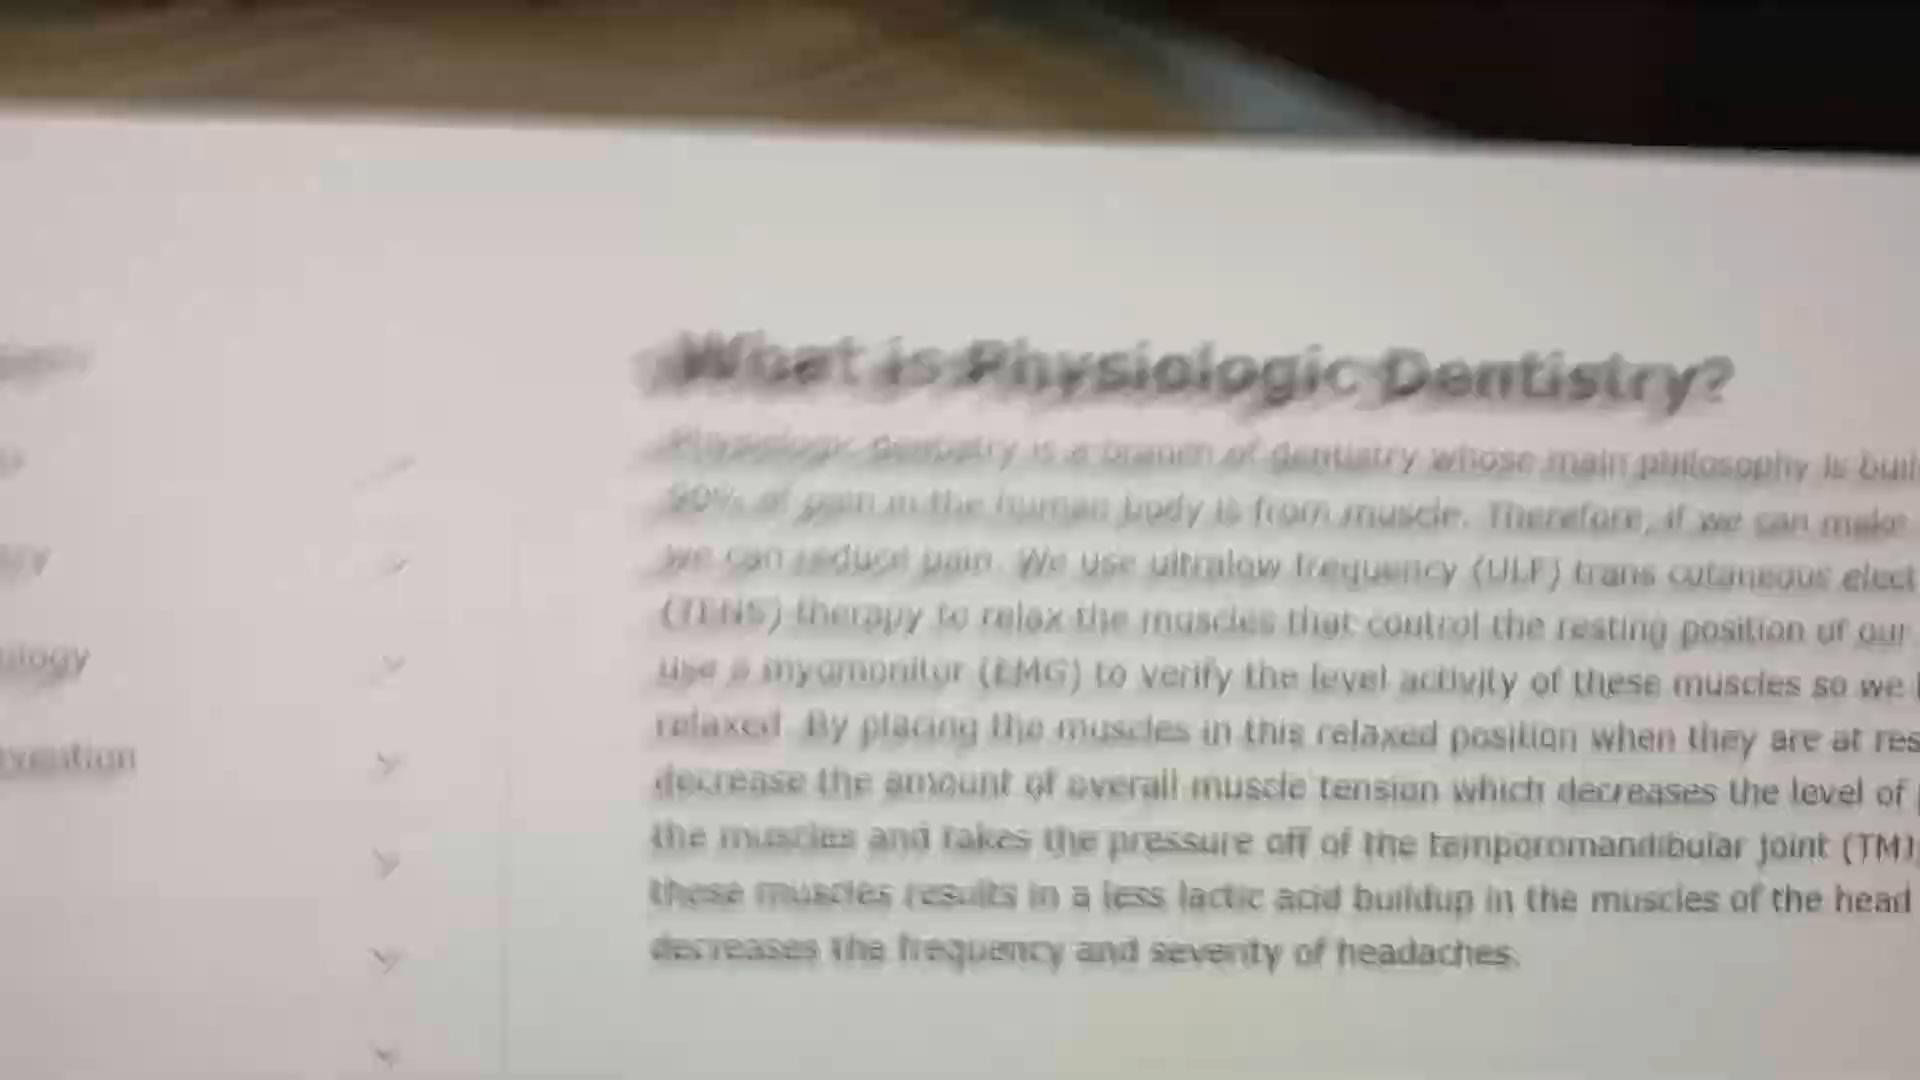 What is Physiologic Dentistry?
Physiologic dentistry is a branch of dentistry whose main philosophy is buil
90% of pain in the human body is from muscle. Therefore, if we can make
we can reduce pain. We use ultralow frequency (ULF) trans cutaneous elect
(TENS) therapy to relax the muscles that control the resting position of our
use a myomonitor (EMG) to verify the level activity of these muscles so we
relaxed. By placing the muscles in this relaxed position when they are at res
decrease the amount of overall muscle tension which decreases the level of
the muscles and takes the pressure off of the temporomandibular joint (TMJ
these muscles results in a less lactic acid buildup in the muscles of the head
decreases the frequency and severity of headaches.
ology